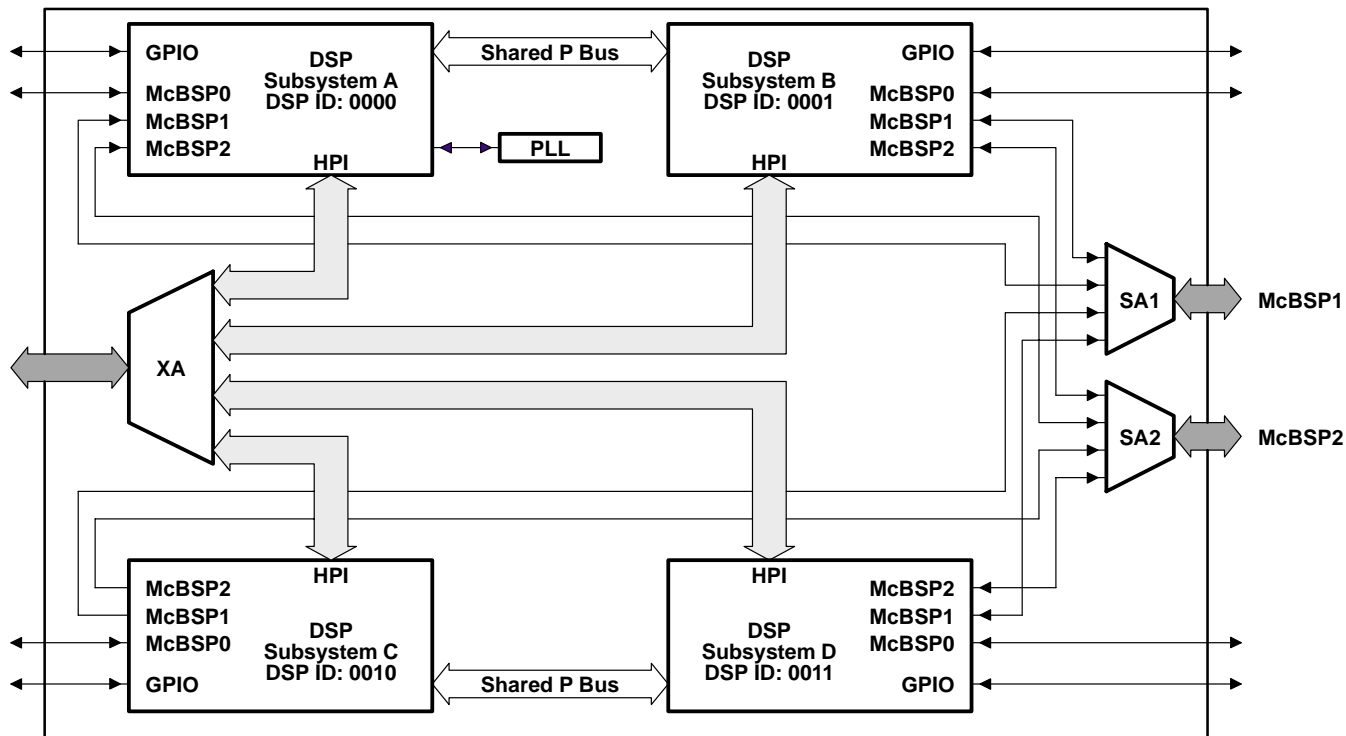 GPIO
McBSP0
McBSP1
McBSP2
DSP
Subsystem A
DSP ID: 0000
HPI
Shared P Bus
PLL
DSP
Subsystem B
DSP ID: 0001
HPI
GPIO
McBSP0
McBSP1
McBSP2
XA
SA1
McBSP1
SA2
McBSP2
HPI
McBSP2
McBSP1
McBSP0
GPIO
DSP
Subsystem C
DSP ID: 0010
Shared P Bus
HPI
DSP
Subsystem D
DSP ID: 0011
McBSP2
McBSP1
McBSP0
GPIO